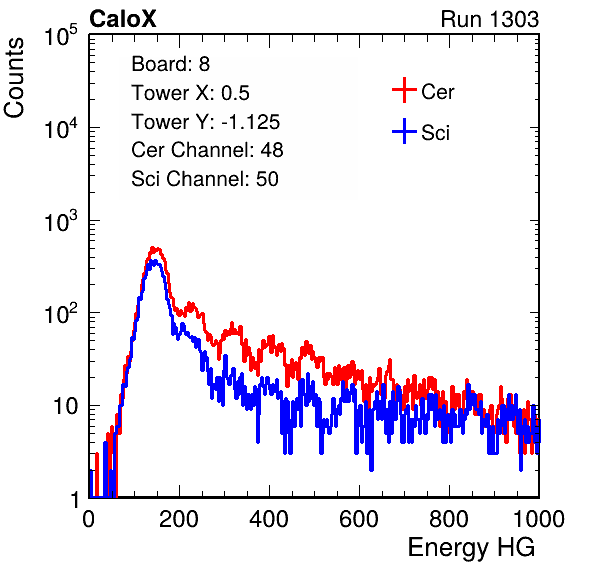 CaloX
Run 1303
Counts
10^5
10^4
10^3
10^2
10
1
Board: 8
Tower X: 0.5
Tower Y: -1.125
Cer Channel: 48
Sci Channel: 50
Cer
Sci
0 200 400 600 800 1000
Energy HG